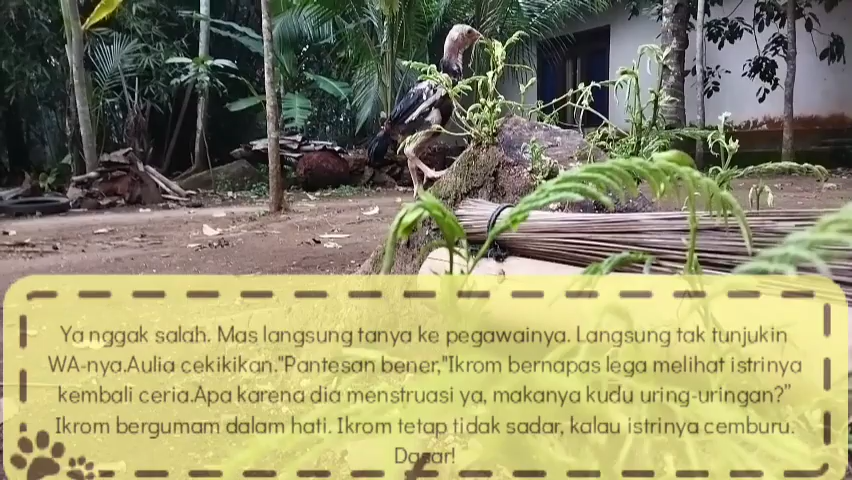 Ya nggak salah. Mas langsung tanya ke pegawainya. Langsung tak tunjukin
WA-nya.Aulia cekikikan."Pantesan bener,"Ikrom bernapas lega melihat istrinya
kembali ceria.Apa karena dia menstruasi ya, makanya kudu uring-uringan?"
Ikrom bergumam dalam hati. Ikrom tetap tidak sadar, kalau istrinya cemburu.
Dasar!